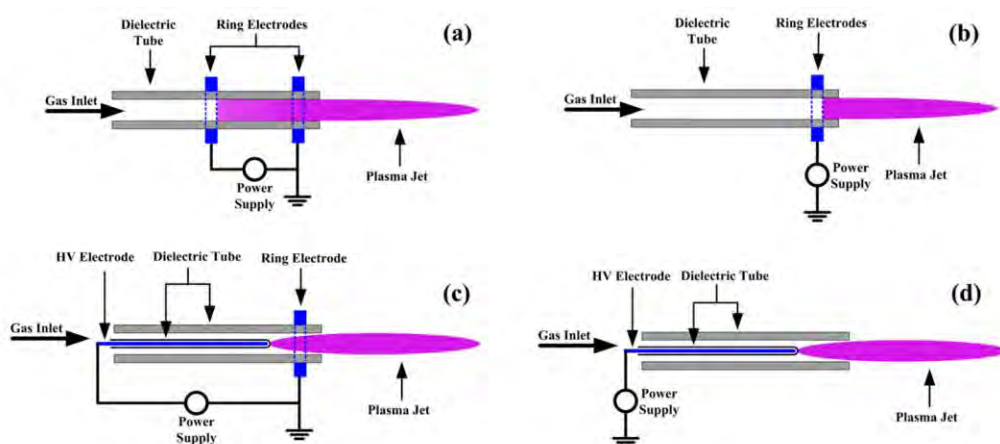 Dielectric
Tube
Ring Electrodes
(a)
Gas Inlet
Power
Supply
Plasma Jet
Dielectric
Tube
Ring Electrodes
(b)
Gas Inlet
Power
Supply
Plasma Jet
HV Electrode
Dielectric Tube
Ring Electrode
(c)
Gas Inlet
Power
Supply
Plasma Jet
HV Electrode
Dielectric Tube
(d)
Gas Inlet
Power
Supply
Plasma Jet